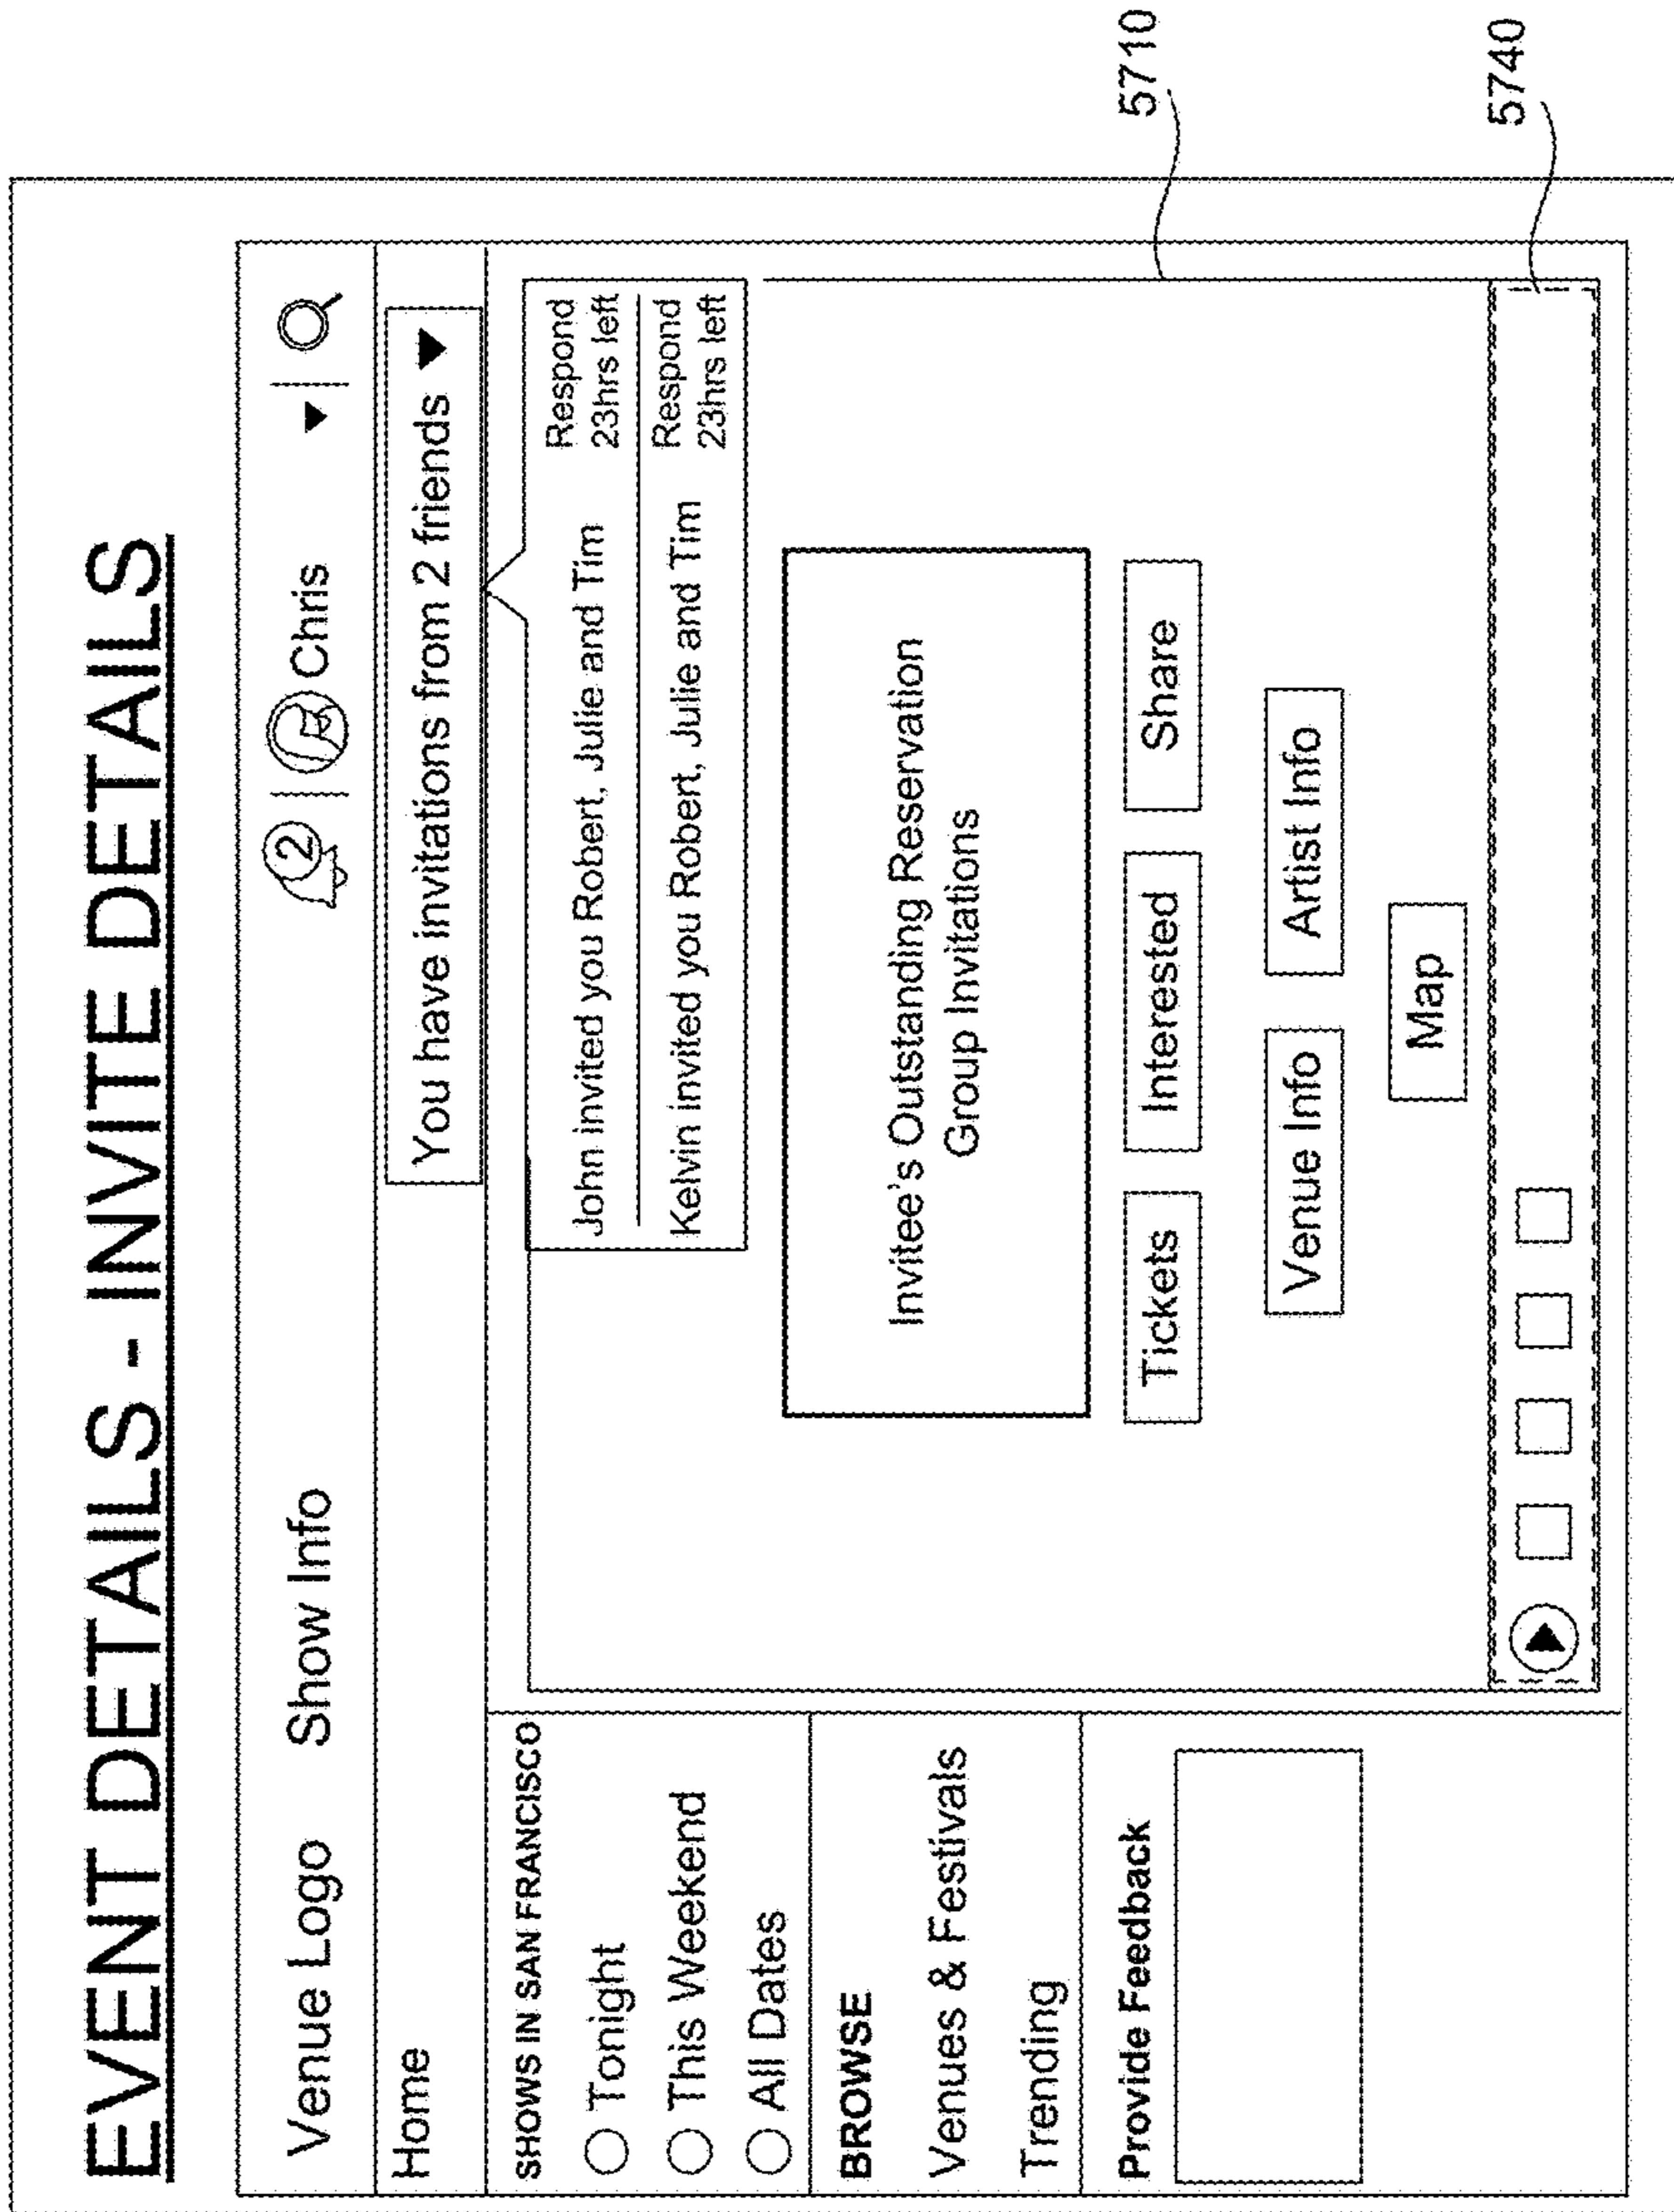 EVENT DETAILS - INVITE DETAILS
Venue Logo Show Info 2 Chris
Home
You have invitations from 2 friends
SHOWS IN SAN FRANCISCO
Tonight
This Weekend
All Dates
BROWSE
Venues & Festivals
Trending
Provide Feedback
John invited you Robert, Julie and Tim
Respond
23hrs left
Kelvin invited you Robert, Julie and Tim
Respond
23hrs left
Invitee's Outstanding Reservation
Group Invitations
Tickets Interested Share
Venue Info Artist Info
Map
5710
5740